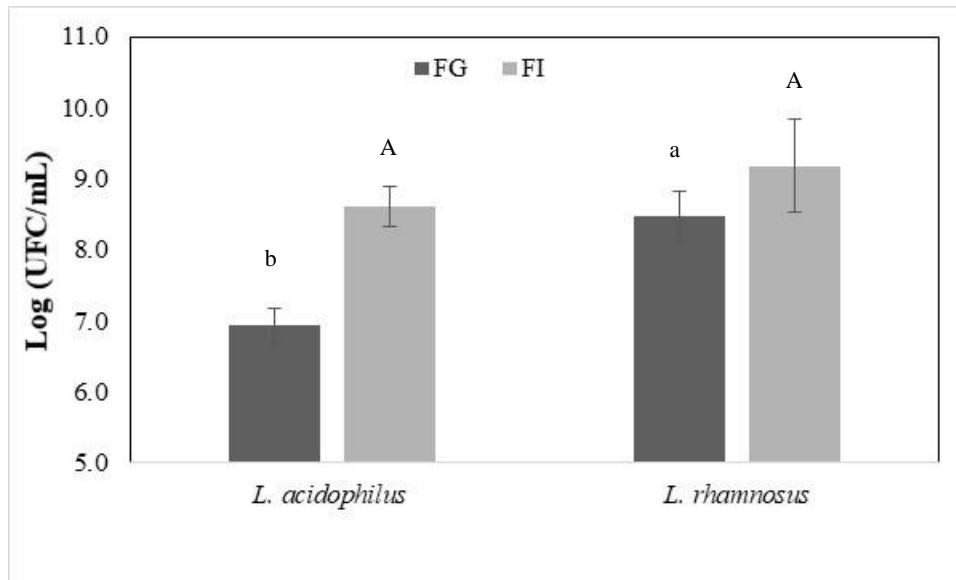 11.0
FG FI
10.0
A
A
a
9.0
8.0
b
7.0
6.0
5.0
Log (UFC/mL)
L. acidophilus L. rhamnosus